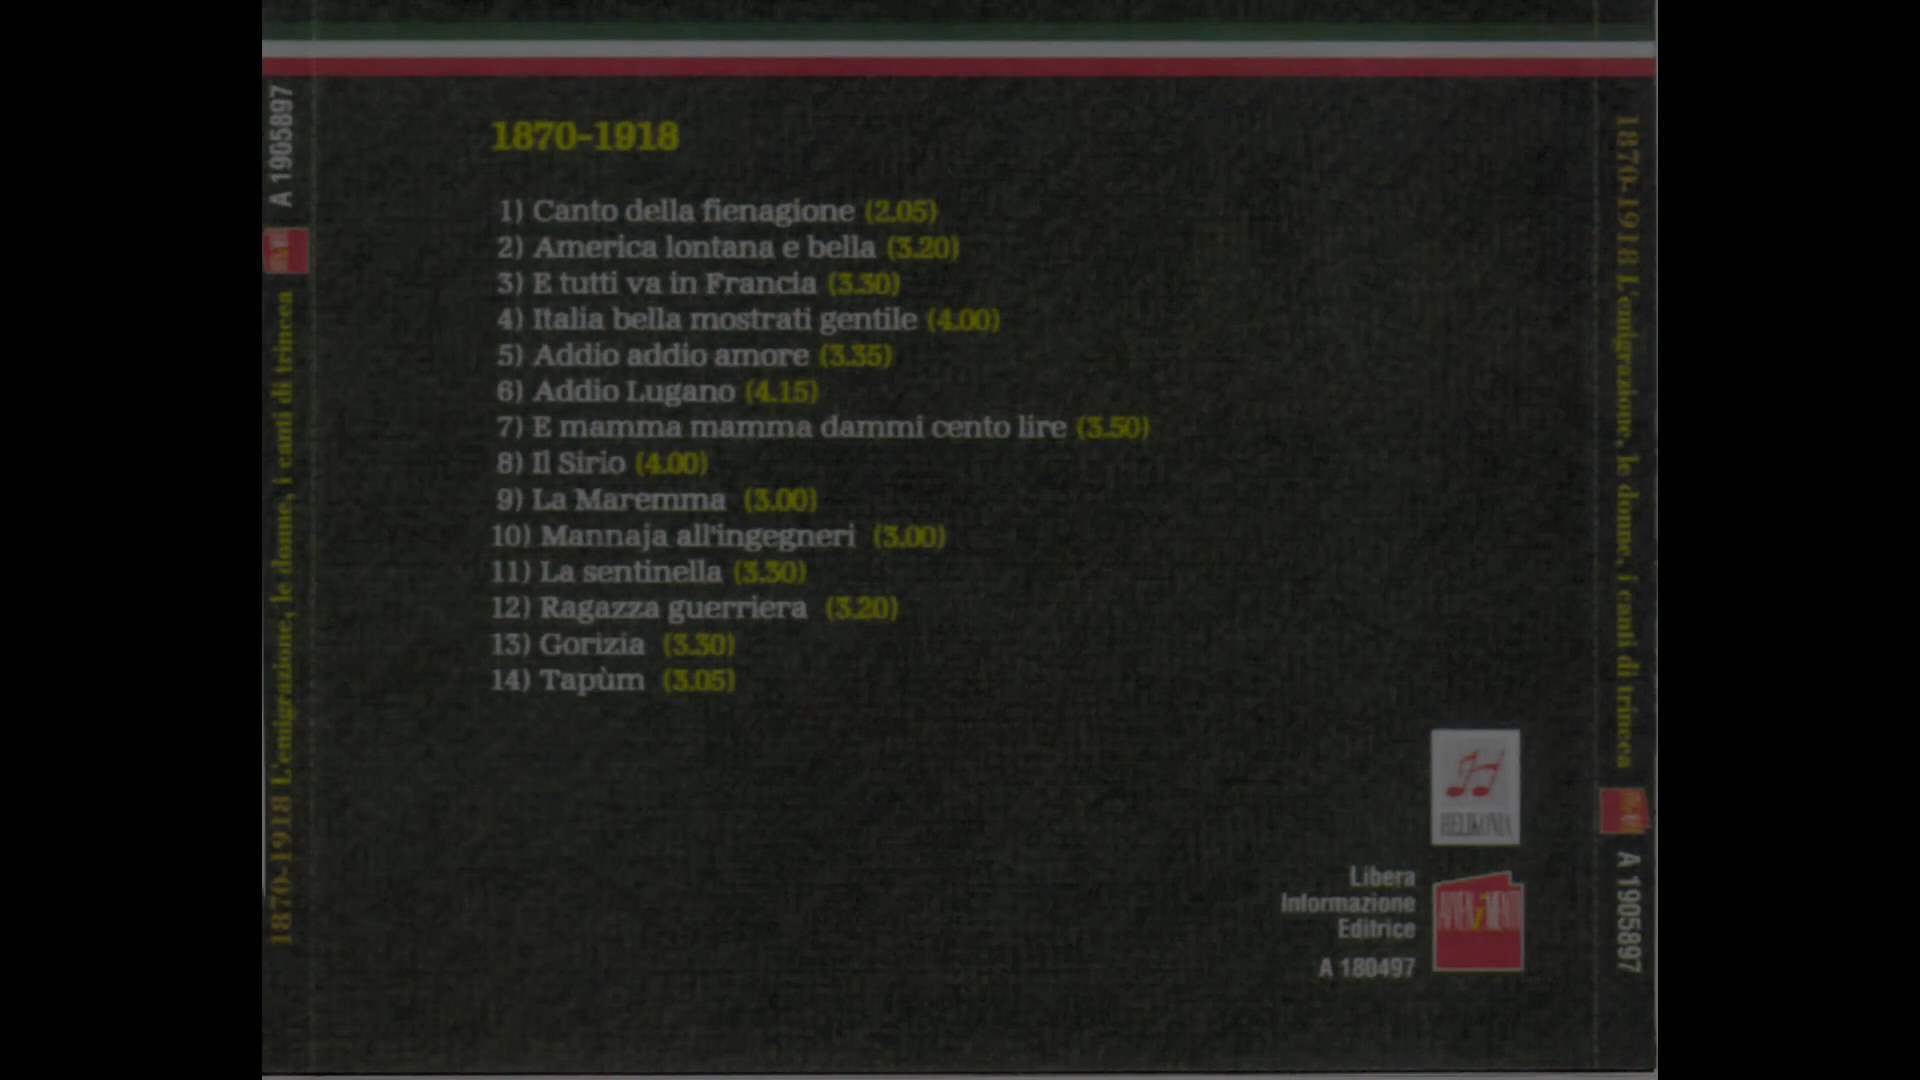 A 1905897
1870-1918 L'emigrazione, le donne, i canti di trincea
1870-1918
1) Canto della fienagione (2.05)
2) America lontana e bella (3.20)
3) E tutti va in Francia (3.30)
4) Italia bella mostrati gentile (4.00)
5) Addio addio amore (3.35)
6) Addio Lugano (4.15)
7) E mamma mamma dammi cento lire (3.50)
8) Il Sirio (4.00)
9) La Maremma (3.00)
10) Mannaja all'ingegneri (3.00)
11) La sentinella (3.30)
12) Ragazza guerriera (3.20)
13) Gorizia (3.30)
14) Tapùm (3.05)
HELIKONIA
Libera
Informazione
Editrice
A 180497
AVVENIMENTI
1870-1918 L'emigrazione, le donne, i canti di trincea
A 1905897